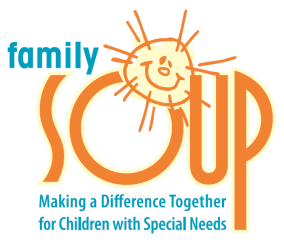 family
SOUP
Making a Difference Together
for Children with Special Needs